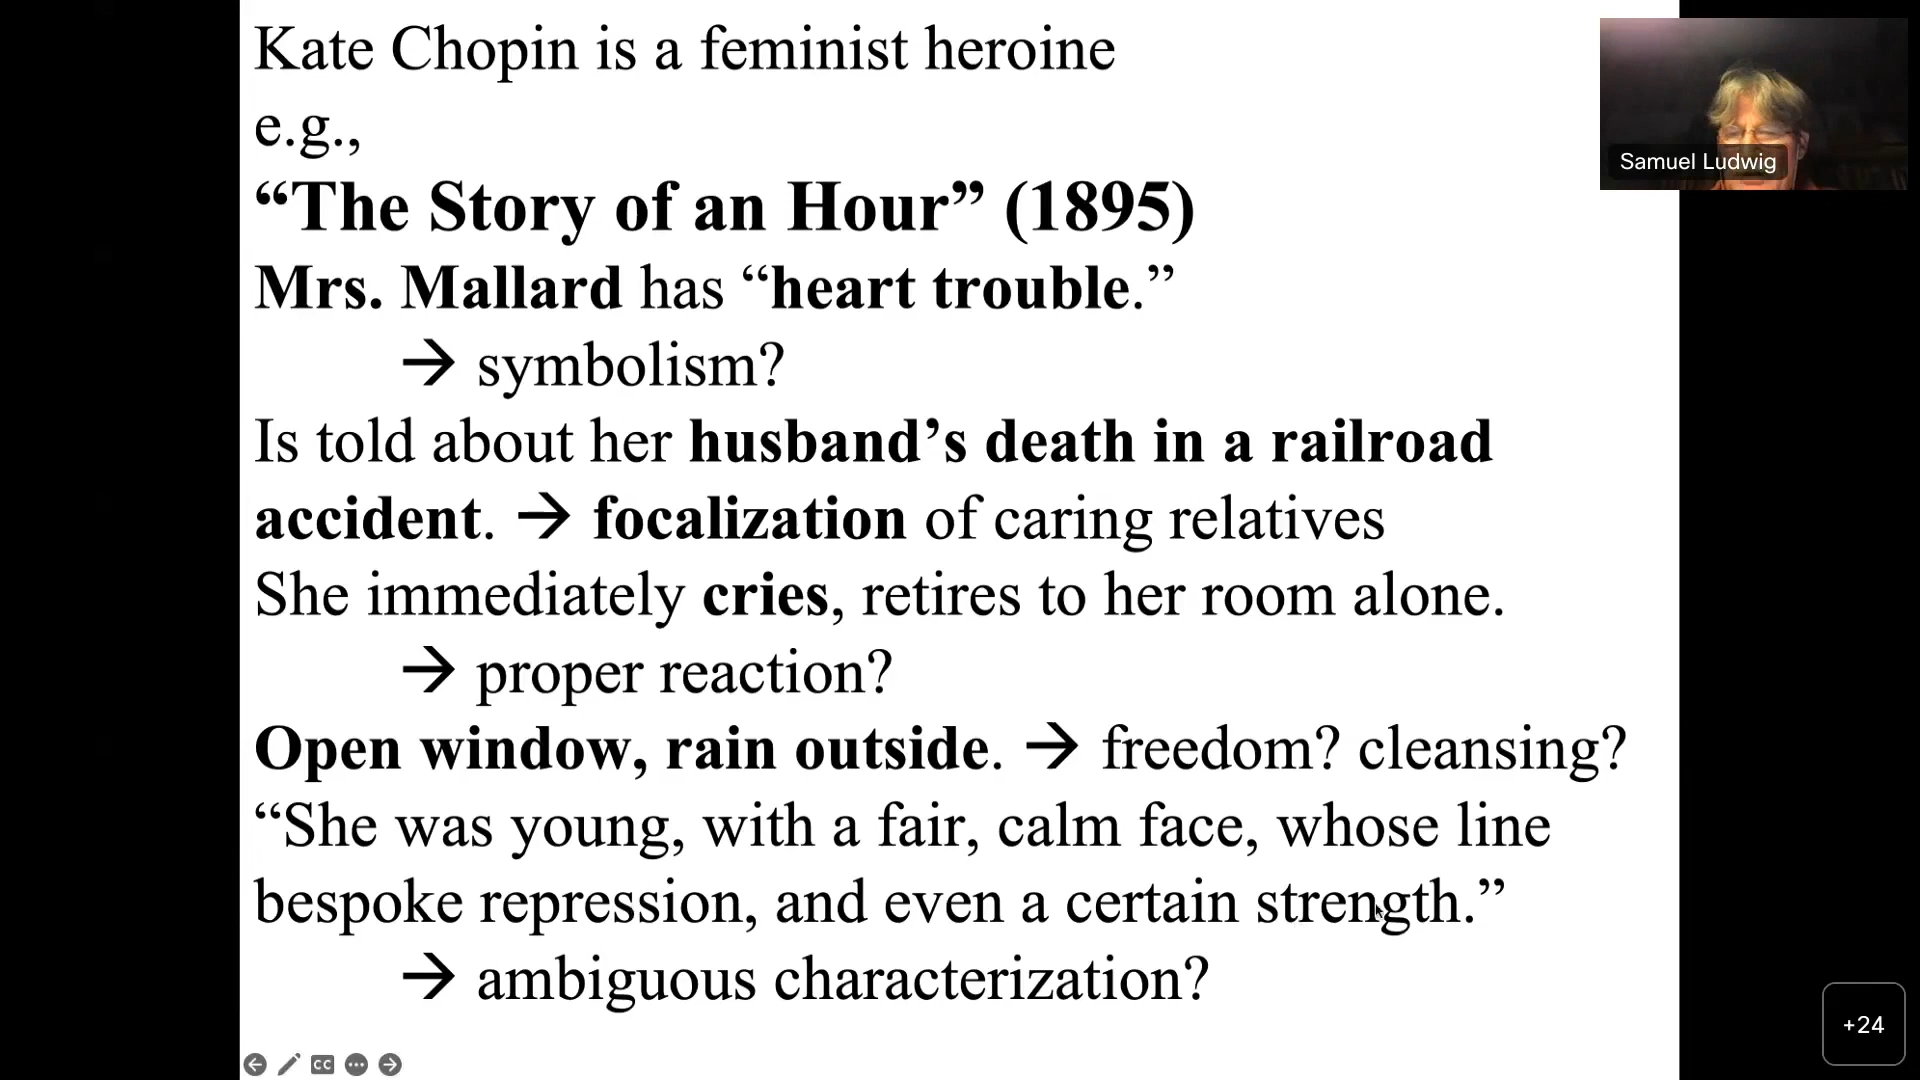 Kate Chopin is a feminist heroine
e.g.,
“The Story of an Hour” (1895)
Mrs. Mallard has “heart trouble.”
→ symbolism?
Is told about her husband’s death in a railroad
accident. → focalization of caring relatives
She immediately cries, retires to her room alone.
→ proper reaction?
Open window, rain outside. → freedom? cleansing?
“She was young, with a fair, calm face, whose line
bespoke repression, and even a certain strength.”
→ ambiguous characterization?
Samuel Ludwig
+24
CC